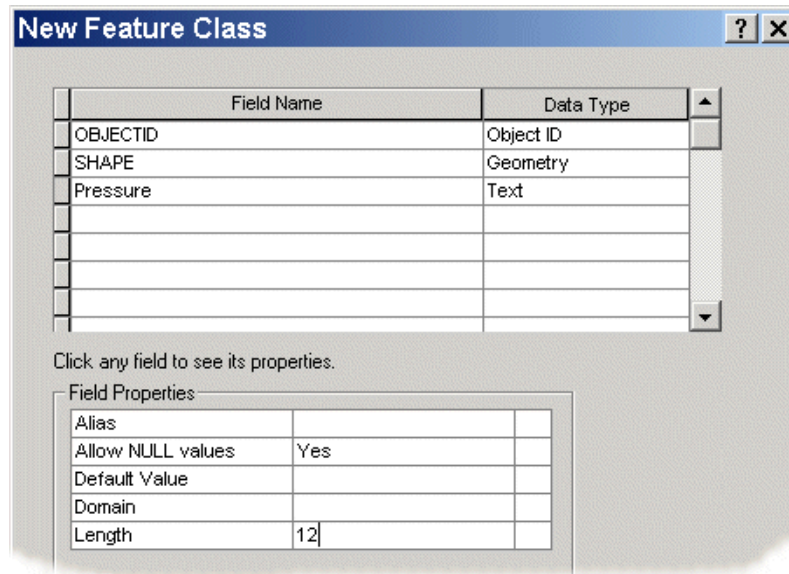 New Feature Class
? ×
Field Name Data Type
OBJECTID Object ID
SHAPE Geometry
Pressure Text
Click any field to see its properties.
Field Properties
Alias
Allow NULL values Yes
Default Value
Domain
Length 12